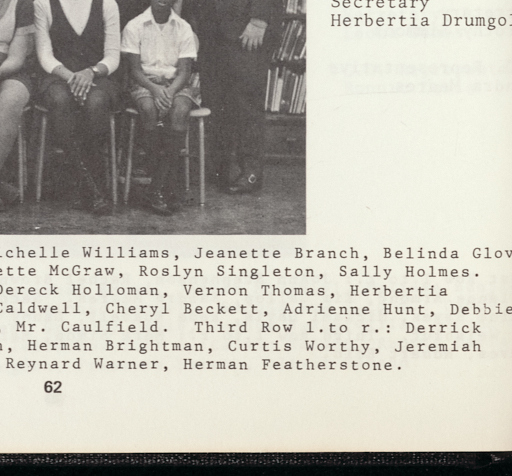 Secretary
Herbertia Drumgol
ichelle Williams, Jeanette Branch, Belinda Glov
ette McGraw, Roslyn Singleton, Sally Holmes.
Dereck Holloman, Vernon Thomas, Herbertia
Caldwell, Cheryl Beckett, Adrienne Hunt, Debbie
, Mr. Caulfield.  Third Row l.to r.: Derrick
n, Herman Brightman, Curtis Worthy, Jeremiah
Reynard Warner, Herman Featherstone.
62